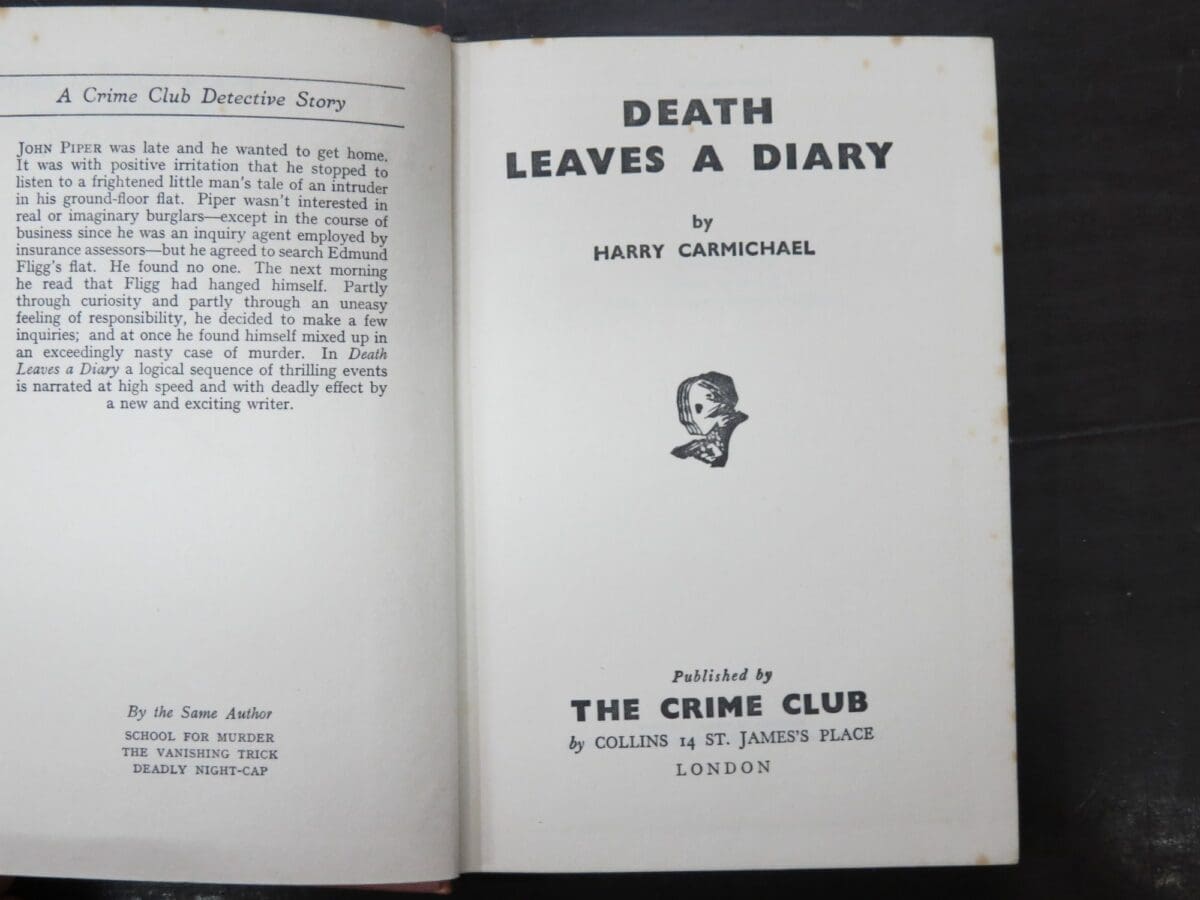 A Crime Club Detective Story
JOHN PIPER was late and he wanted to get home.
It was with positive irritation that he stopped to
listen to a frightened little man's tale of an intruder
in his ground-floor flat. Piper wasn't interested in
real or imaginary burglars—except in the course of
business since he was an inquiry agent employed by
insurance assessors—but he agreed to search Edmund
Fligg's flat. He found no one. The next morning
he read that Fligg had hanged himself. Partly
through curiosity and partly through an uneasy
feeling of responsibility, he decided to make a few
inquiries; and at once he found himself mixed up in
an exceedingly nasty case of murder. In Death
Leaves a Diary a logical sequence of thrilling events
is narrated at high speed and with deadly effect by
a new and exciting writer.
By the Same Author
SCHOOL FOR MURDER
THE VANISHING TRICK
DEADLY NIGHT-CAP
DEATH
LEAVES A DIARY
by
HARRY CARMICHAEL
Published by
THE CRIME CLUB
by COLLINS 14 ST. JAMES'S PLACE
LONDON